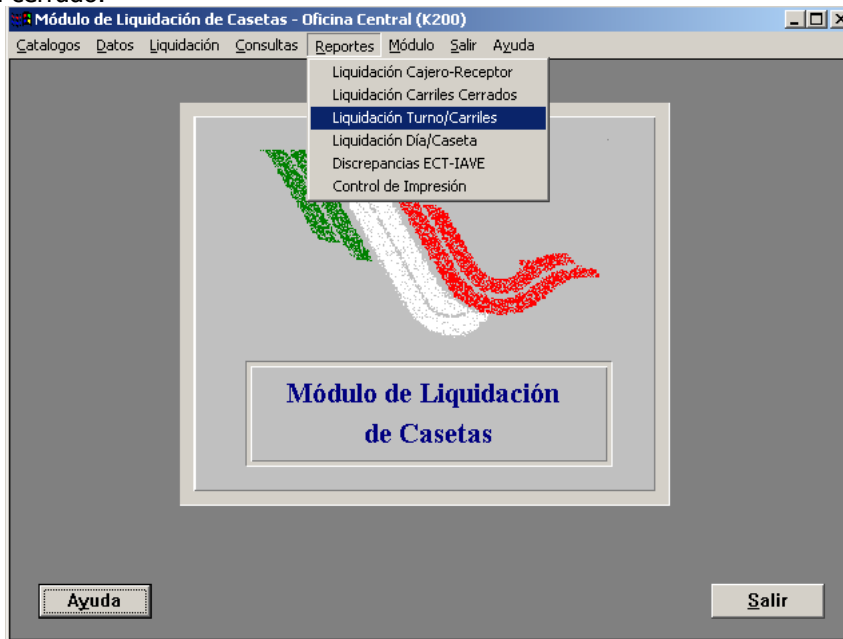 cerrado.
Módulo de Liquidación de Casetas - Oficina Central (K200)
Catalogos Datos Liquidación Consultas Reportes Módulo Salir Ayuda
Liquidación Cajero-Receptor
Liquidación Carriles Cerrados
Liquidación Turno/Carriles
Liquidación Día/Caseta
Discrepancias ECT-IAVE
Control de Impresión
Módulo de Liquidación
de Casetas
Ayuda Salir